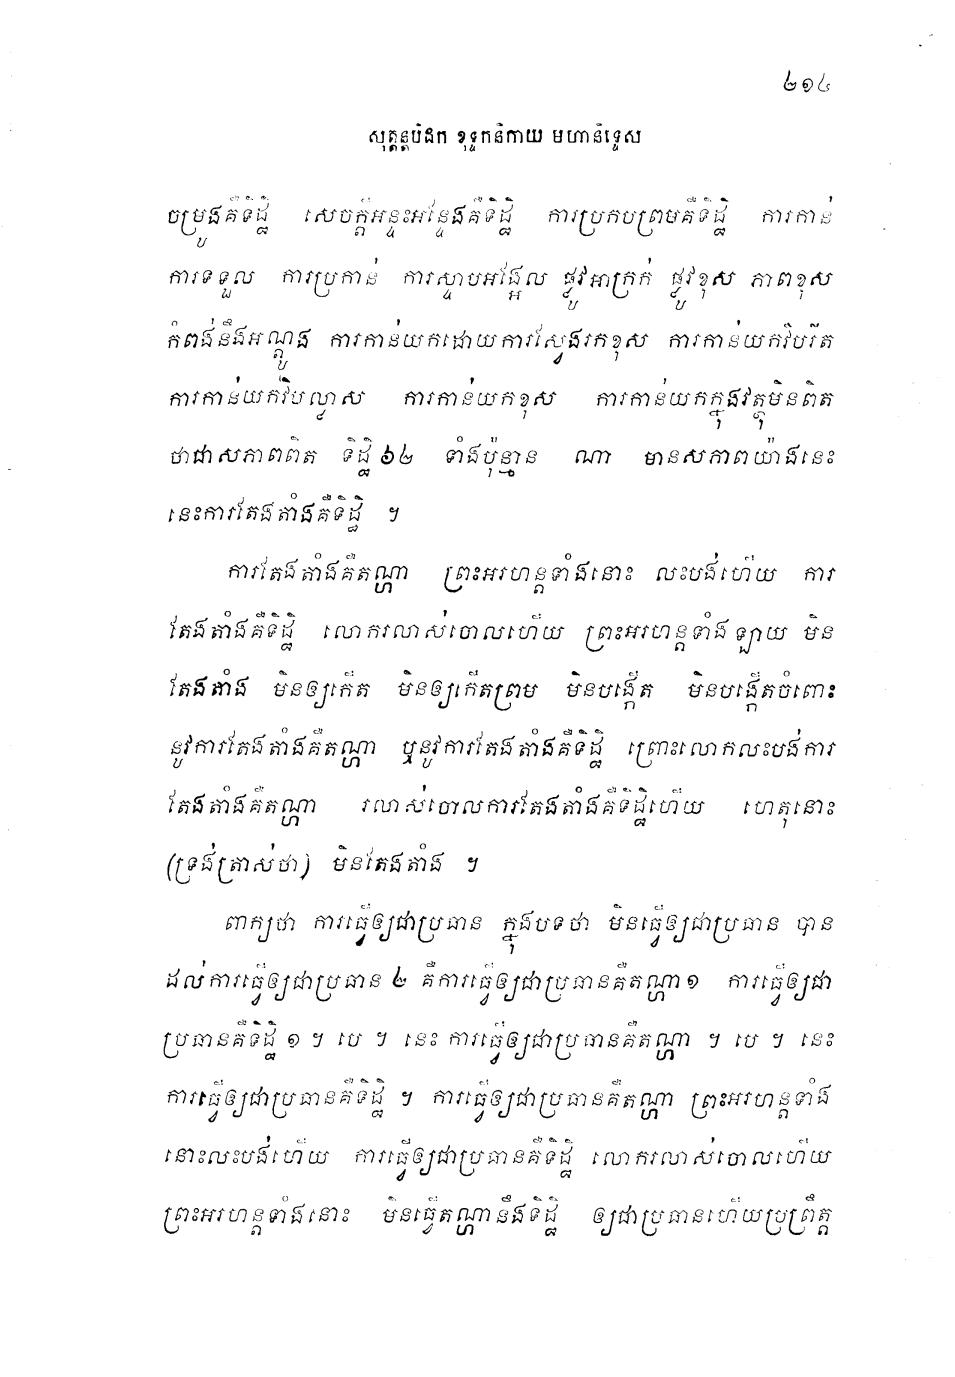 ២១៤
សុត្តន្តបិដក ខុទ្ទកនិកាយ មហានិទ្ទេស
ចម្រូងគឺទិដ្ឋិ សេចក្តីអន្ទះអន្ទែងគឺទិដ្ឋិ ការប្រកបព្រមគឺទិដ្ឋិ ការកាន់
ការទទួល ការប្រកាន់ ការស្ទាបអង្អែល ផ្លូវអាក្រក់ ផ្លូវខុស ភាពខុស
កំពង់នឹងអណ្តូង ការកាន់យកដោយការស្វែងរកខុស ការកាន់យកវិបរីត
ការកាន់យកវិបល្លាស ការកាន់យកខុស ការកាន់យកក្នុងវត្ថុមិនពិត
ថាជាសភាពពិត ទិដ្ឋិ ៦២ ទាំងប៉ុន្មាន ណា មានសភាពយ៉ាងនេះ
នេះការតែងតាំងគឺទិដ្ឋិ ។
ការតែងតាំងគឺតណ្ហា ព្រះអរហន្តទាំងនោះ លះបង់ហើយ ការ
តែងតាំងគឺទិដ្ឋិ លោករលាស់ចោលហើយ ព្រះអរហន្តទាំងឡាយ មិន
តែងតាំង មិនឲ្យកើត មិនឲ្យកើតព្រម មិនបង្កើត មិនបង្កើតចំពោះ
នូវការតែងតាំងគឺតណ្ហា ឬនូវការតែងតាំងគឺទិដ្ឋិ ព្រោះលោកលះបង់ការ
តែងតាំងគឺតណ្ហា រលាស់ចោលការតែងតាំងគឺទិដ្ឋិហើយ ហេតុនោះ
(ទ្រង់ត្រាស់ថា) មិនតែងតាំង ។
ពាក្យថា ការធ្វើឲ្យជាប្រធាន ក្នុងបទថា មិនធ្វើឲ្យជាប្រធាន បាន
ដល់ការធ្វើឲ្យជាប្រធាន ២ គឺការធ្វើឲ្យជាប្រធានគឺតណ្ហា ១ ការធ្វើឲ្យជា
ប្រធានគឺទិដ្ឋិ ១ ។ បេ ។ នេះ ការធ្វើឲ្យជាប្រធានគឺតណ្ហា ។ បេ ។ នេះ
ការធ្វើឲ្យជាប្រធានគឺទិដ្ឋិ ។ ការធ្វើឲ្យជាប្រធានគឺតណ្ហា ព្រះអរហន្តទាំង
នោះលះបង់ហើយ ការធ្វើឲ្យជាប្រធានគឺទិដ្ឋិ លោករលាស់ចោលហើយ
ព្រះអរហន្តទាំងនោះ មិនធ្វើតណ្ហានឹងទិដ្ឋិ ឲ្យជាប្រធានហើយប្រព្រឹត្ត